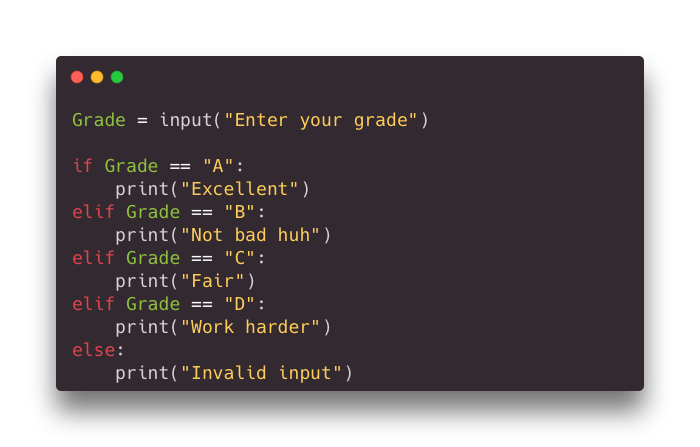 Grade = input("Enter your grade")

if Grade == "A":
    print("Excellent")
elif Grade == "B":
    print("Not bad huh")
elif Grade == "C":
    print("Fair")
elif Grade == "D":
    print("Work harder")
else:
    print("Invalid input")